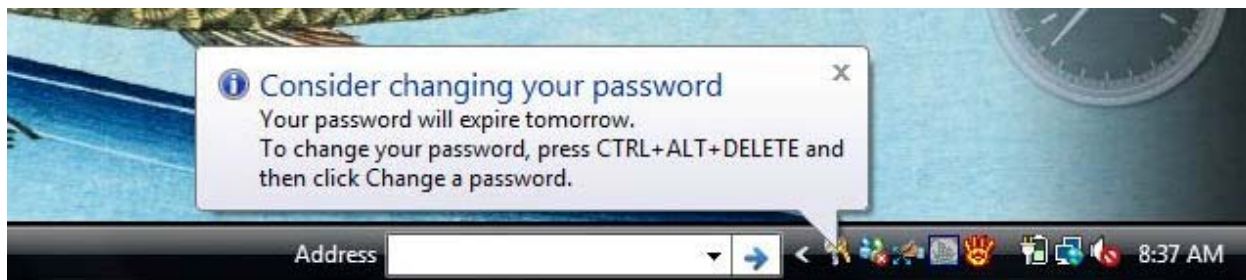 Consider changing your password
Your password will expire tomorrow.
To change your password, press CTRL+ALT+DELETE and
then click Change a password.
Address
8:37 AM